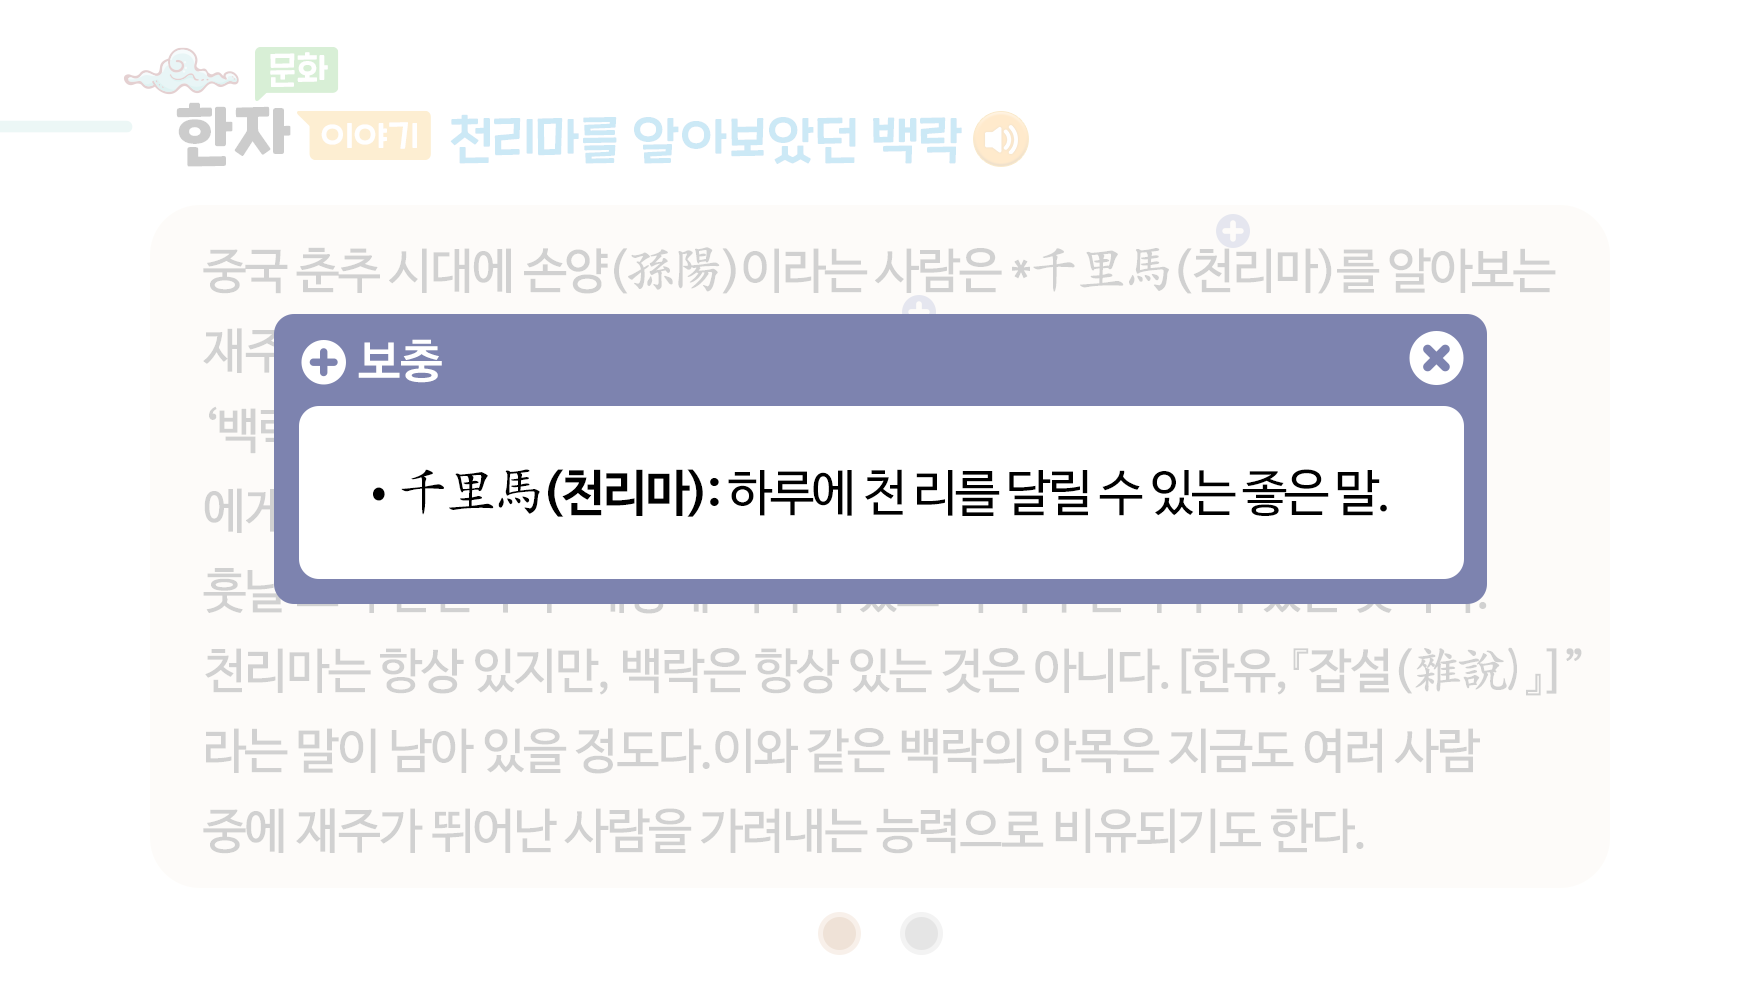 문화
한자 이야기 천리마를 알아보았던 백락
중국 춘추 시대에 손양(孫陽)이라는 사람은 *千里馬(천리마)를 알아보는
보충
• 千里馬(천리마): 하루에 천 리를 달릴 수 있는 좋은 말.
천리마는 항상 있지만, 백락은 항상 있는 것은 아니다. [한유,『잡설(雜說)』]”
라는 말이 남아 있을 정도다.이와 같은 백락의 안목은 지금도 여러 사람
중에 재주가 뛰어난 사람을 가려내는 능력으로 비유되기도 한다.